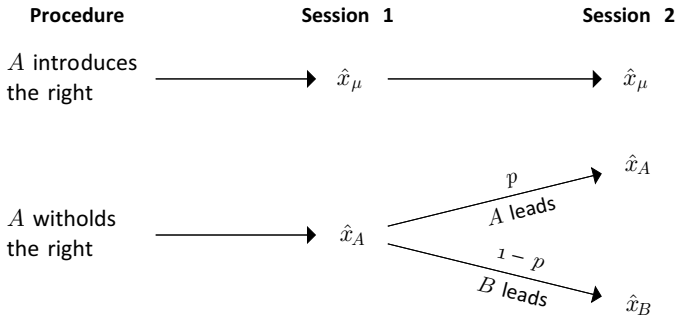 Procedure Session 1 Session 2
A introduces
the right
x̂_μ x̂_μ
x̂_A
p
A leads
A witholds
the right
x̂_A
1 − p
B leads
x̂_B